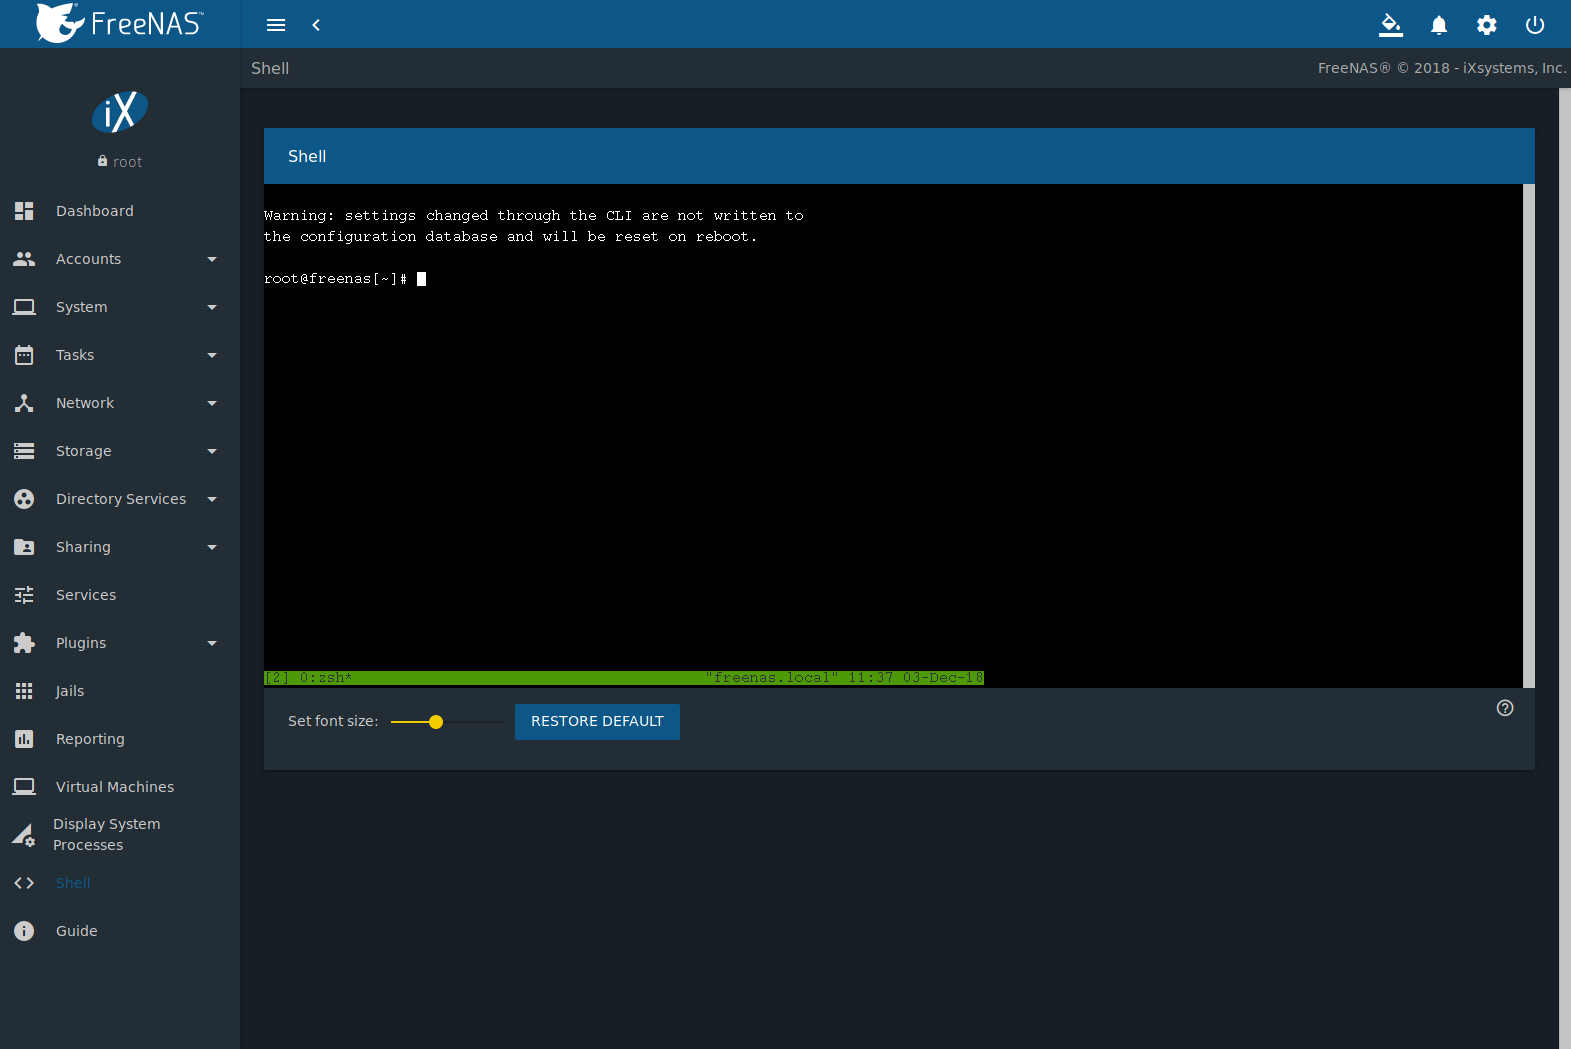 FreeNAS™
Shell
FreeNAS® © 2018 - iXsystems, Inc.
iX
root
Dashboard
Accounts
System
Tasks
Network
Storage
Directory Services
Sharing
Services
Plugins
Jails
Reporting
Virtual Machines
Display System
Processes
Shell
Guide
Shell
Warning: settings changed through the CLI are not written to
the configuration database and will be reset on reboot.
root@freenas[~]#
[2] 0:zsh* "freenas.local" 11:37 03-Dec-18
Set font size:
RESTORE DEFAULT